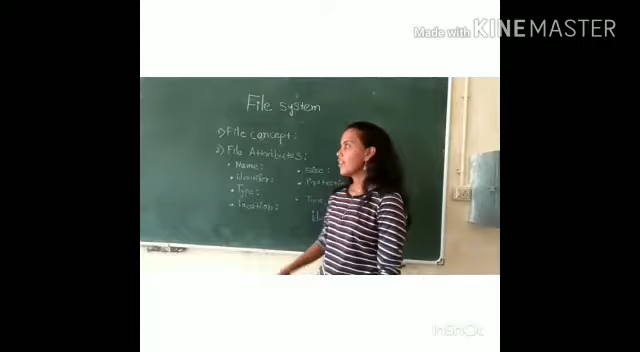 Made with KINEMASTER
File system
1) File concept :
2) File Attributes :
• Name :
• Identifier :
• Type :
• Location :
• Size :
• Protection
• Time,
InShOt